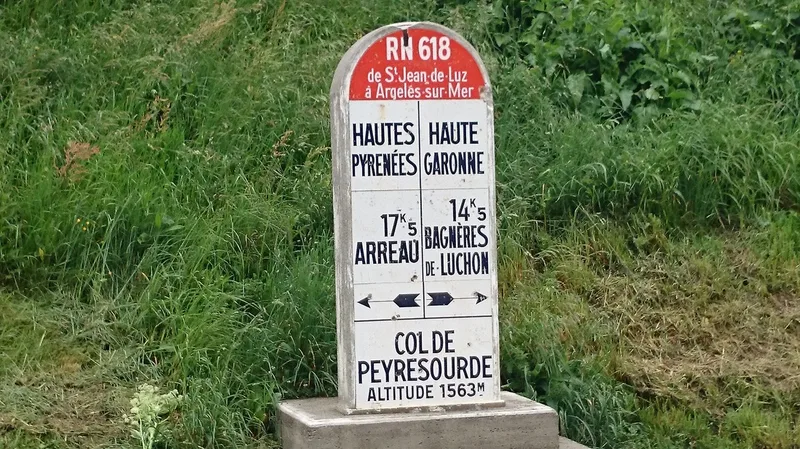 RN 618
de St Jean-de-Luz
à Argelès-sur-Mer
HAUTES
PYRENÉES
HAUTE
GARONNE
17K5
ARREAU
14K5
BAGNÈRES
DE-LUCHON
COL DE
PEYRESOURDE
ALTITUDE 1563M